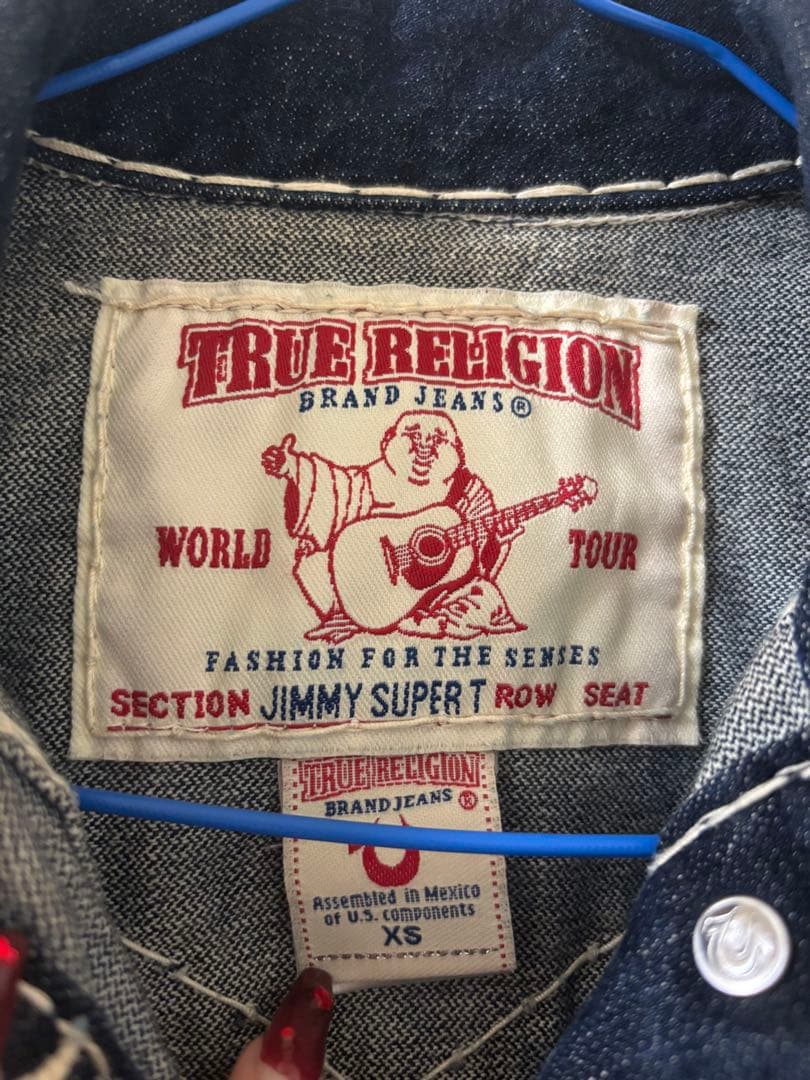 TRUE RELIGION
BRAND JEANS®
WORLD TOUR
FASHION FOR THE SENSES
SECTION JIMMY SUPER T ROW SEAT
TRUE RELIGION
BRAND JEANS ®
Assembled in Mexico
of U.S. components
XS